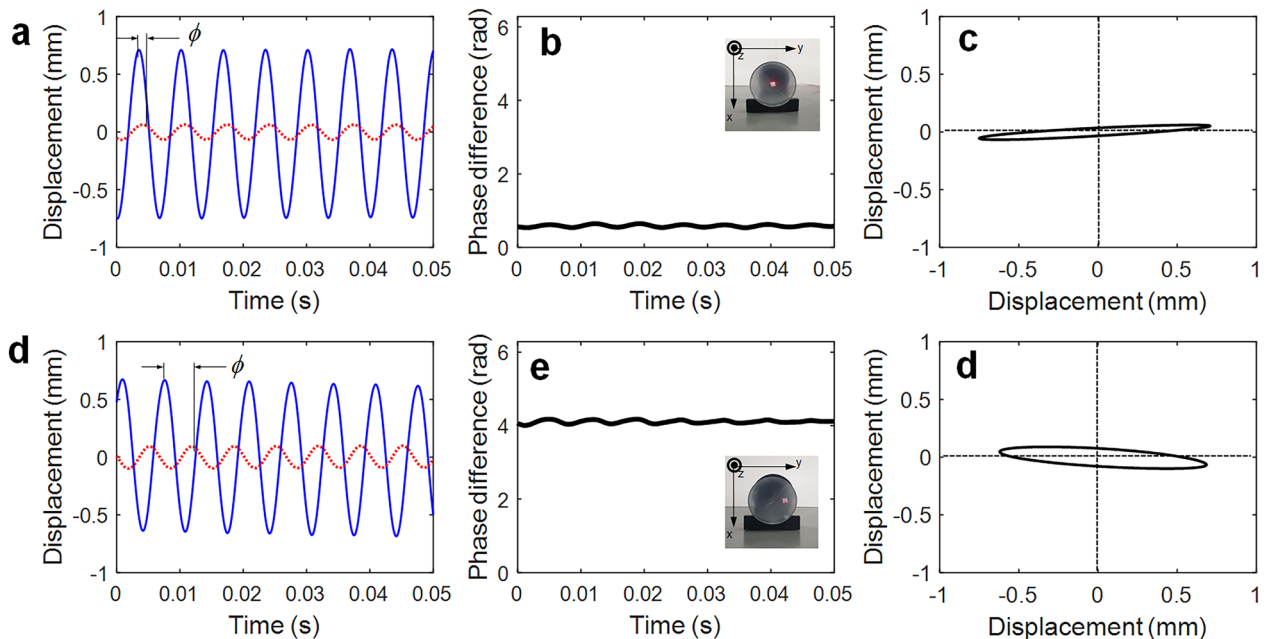 a
ϕ
Displacement (mm)
1
0.5
0
-0.5
-1
0 0.01 0.02 0.03 0.04 0.05
Time (s)
b
Phase difference (rad)
6
4
2
0
z y
x
0 0.01 0.02 0.03 0.04 0.05
Time (s)
c
Displacement (mm)
1
0.5
0
-0.5
-1
-1 -0.5 0 0.5 1
Displacement (mm)
d
ϕ
Displacement (mm)
1
0.5
0
-0.5
-1
0 0.01 0.02 0.03 0.04 0.05
Time (s)
e
Phase difference (rad)
6
4
2
0
z y
x
0 0.01 0.02 0.03 0.04 0.05
Time (s)
d
Displacement (mm)
1
0.5
0
-0.5
-1
-1 -0.5 0 0.5 1
Displacement (mm)